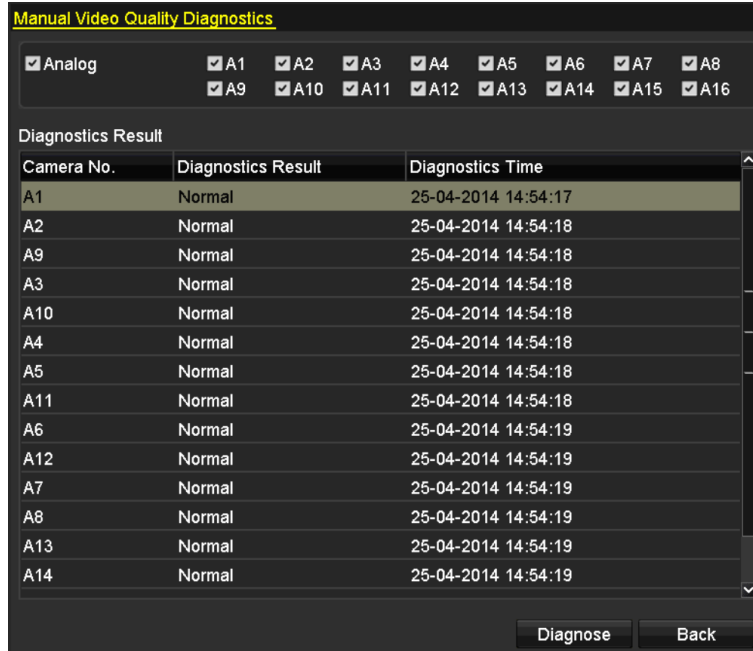 Manual Video Quality Diagnostics
Analog A1 A2 A3 A4 A5 A6 A7 A8
A9 A10 A11 A12 A13 A14 A15 A16
Diagnostics Result
Camera No. Diagnostics Result Diagnostics Time
A1 Normal 25-04-2014 14:54:17
A2 Normal 25-04-2014 14:54:18
A9 Normal 25-04-2014 14:54:18
A3 Normal 25-04-2014 14:54:18
A10 Normal 25-04-2014 14:54:18
A4 Normal 25-04-2014 14:54:18
A5 Normal 25-04-2014 14:54:18
A11 Normal 25-04-2014 14:54:18
A6 Normal 25-04-2014 14:54:19
A12 Normal 25-04-2014 14:54:19
A7 Normal 25-04-2014 14:54:19
A8 Normal 25-04-2014 14:54:19
A13 Normal 25-04-2014 14:54:19
A14 Normal 25-04-2014 14:54:19
Diagnose Back